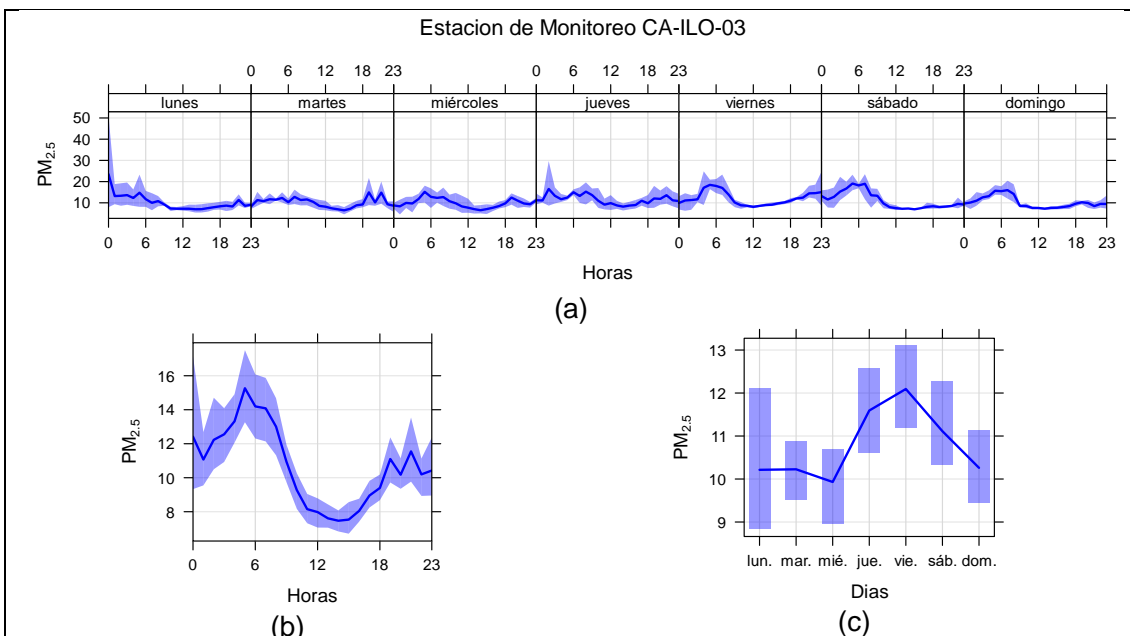 Estacion de Monitoreo CA-ILO-03
0 6 12 18 23 0 6 12 18 23 0 6 12 18 23
lunes martes miércoles jueves viernes sábado domingo
50
40
30
20
10
PM2.5
0 6 12 18 23 0 6 12 18 23 0 6 12 18 23 0 6 12 18 23
Horas
(a)
16
14
12
10
8
PM2.5
0 6 12 18 23
Horas
(b)
13
12
11
10
9
PM2.5
lun. mar. mié. jue. vie. sáb. dom.
Dias
(c)